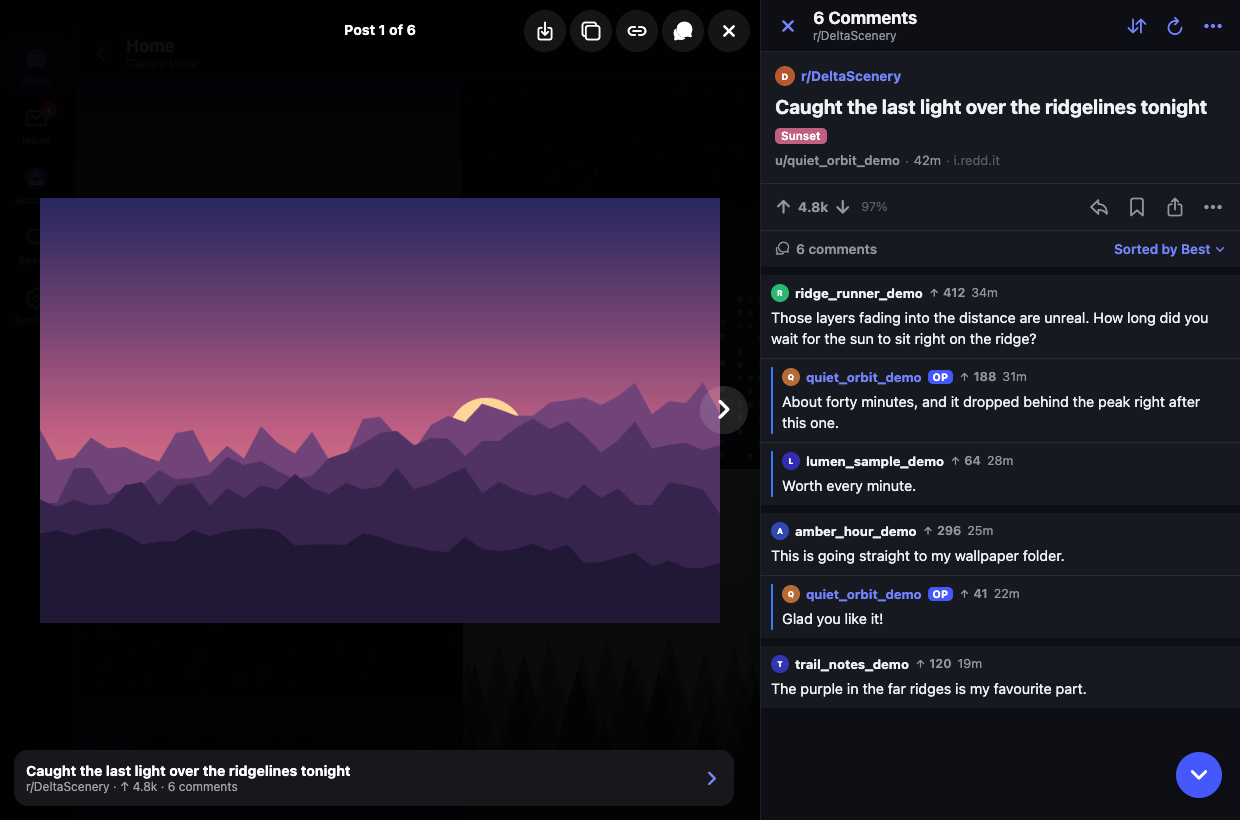 Post 1 of 6
Home
Gallery View
Posts
1
Inbox
Caught the last light over the ridgelines tonight
r/DeltaScenery · ↑ 4.8k · 6 comments
6 Comments
r/DeltaScenery
D r/DeltaScenery
Caught the last light over the ridgelines tonight
Sunset
u/quiet_orbit_demo · 42m · i.redd.it
4.8k 97%
6 comments
Sorted by Best
R ridge_runner_demo ↑ 412 34m
Those layers fading into the distance are unreal. How long did you
wait for the sun to sit right on the ridge?
Q quiet_orbit_demo OP ↑ 188 31m
About forty minutes, and it dropped behind the peak right after
this one.
L lumen_sample_demo ↑ 64 28m
Worth every minute.
A amber_hour_demo ↑ 296 25m
This is going straight to my wallpaper folder.
Q quiet_orbit_demo OP ↑ 41 22m
Glad you like it!
T trail_notes_demo ↑ 120 19m
The purple in the far ridges is my favourite part.